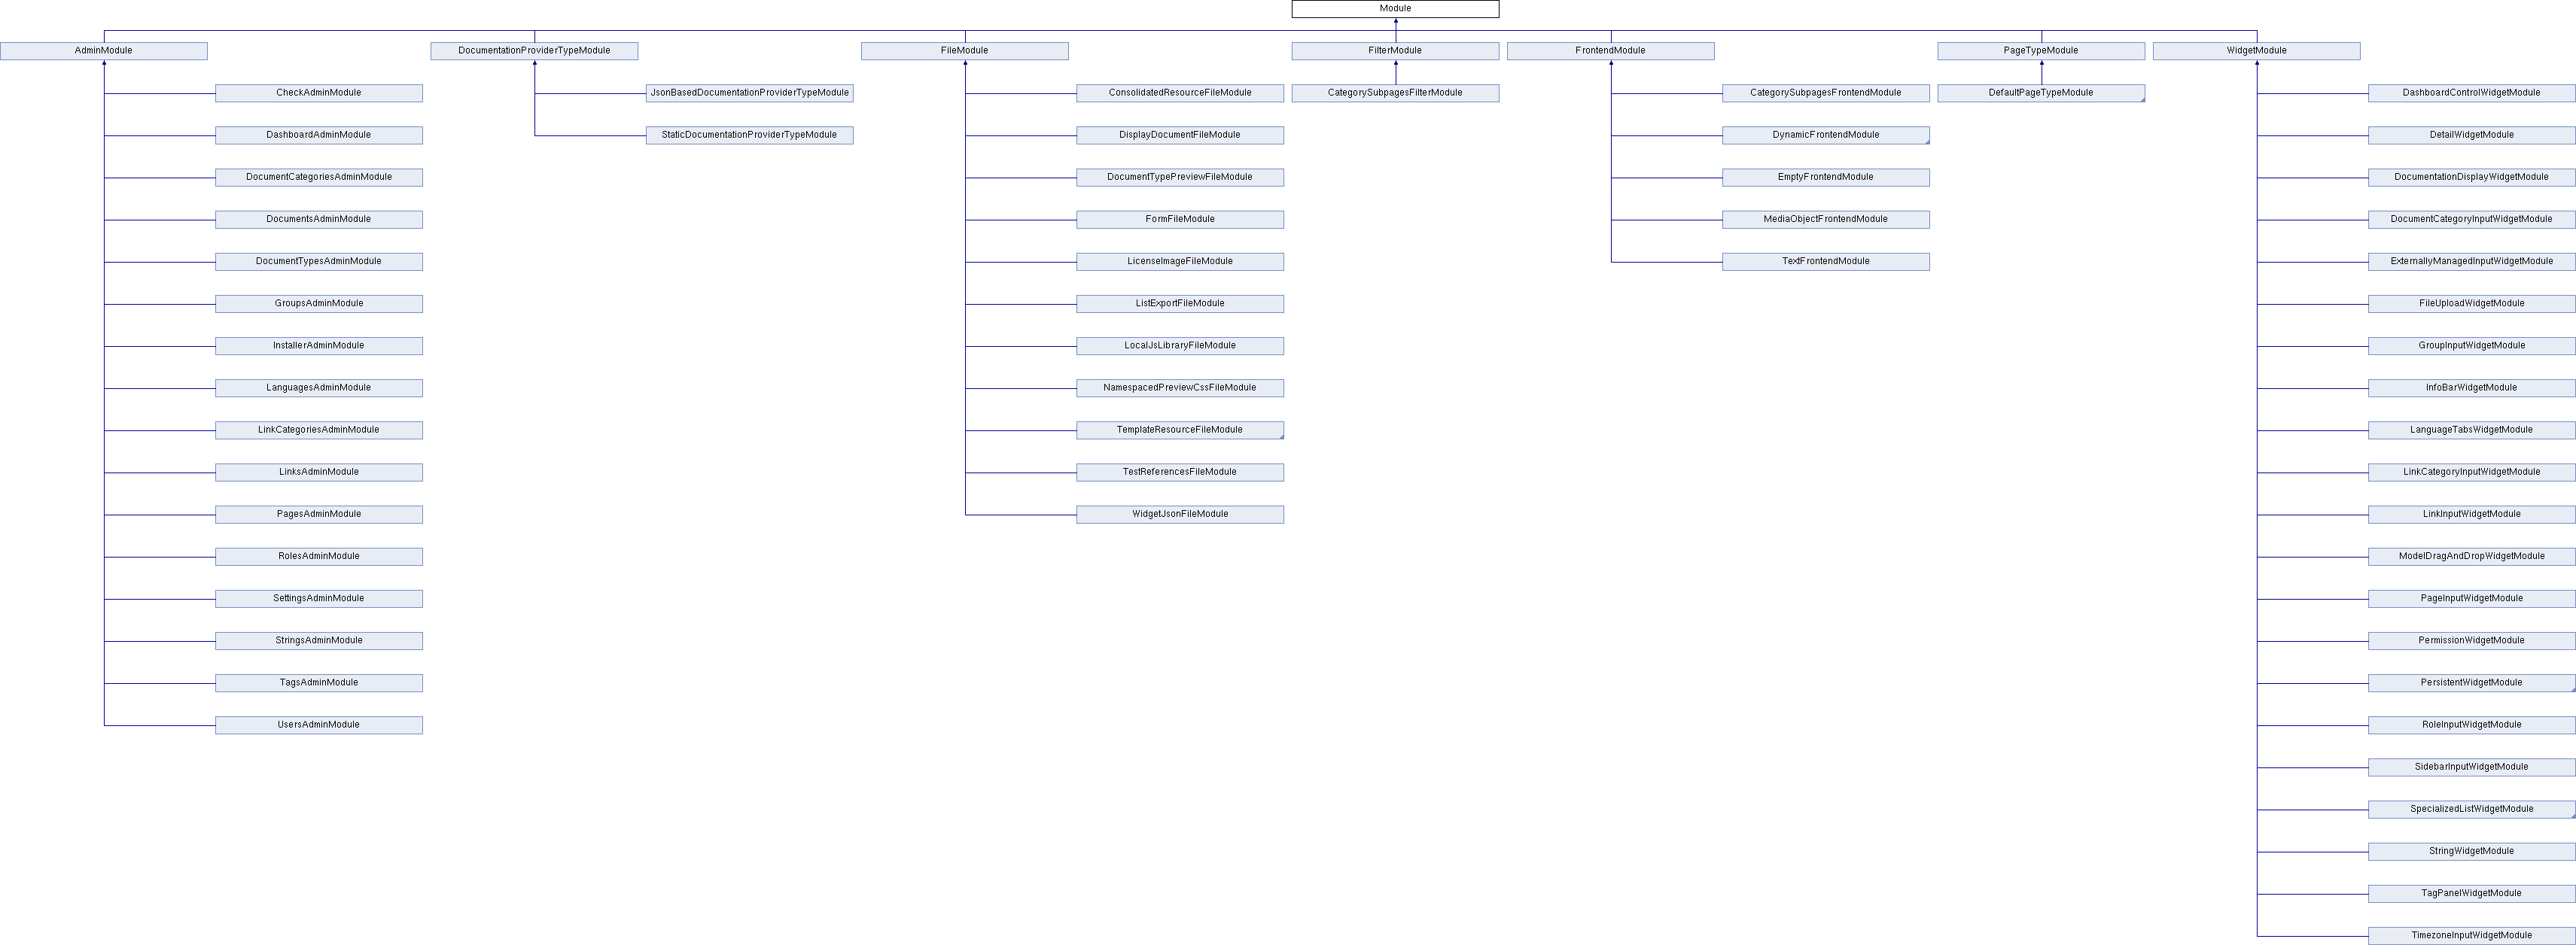 Module
AdminModule
DocumentationProviderTypeModule
FileModule
FilterModule
FrontendModule
PageTypeModule
WidgetModule
CheckAdminModule
JsonBasedDocumentationProviderTypeModule
ConsolidatedResourceFileModule
CategorySubpagesFilterModule
CategorySubpagesFrontendModule
DefaultPageTypeModule
DashboardControlWidgetModule
DashboardAdminModule
StaticDocumentationProviderTypeModule
DisplayDocumentFileModule
DynamicFrontendModule
DetailWidgetModule
DocumentCategoriesAdminModule
DocumentTypePreviewFileModule
EmptyFrontendModule
DocumentationDisplayWidgetModule
DocumentsAdminModule
FormFileModule
MediaObjectFrontendModule
DocumentCategoryInputWidgetModule
DocumentTypesAdminModule
LicenseImageFileModule
TextFrontendModule
ExternallyManagedInputWidgetModule
GroupsAdminModule
ListExportFileModule
FileUploadWidgetModule
InstallerAdminModule
LocalJsLibraryFileModule
GroupInputWidgetModule
LanguagesAdminModule
NamespacedPreviewCssFileModule
InfoBarWidgetModule
LinkCategoriesAdminModule
TemplateResourceFileModule
LanguageTabsWidgetModule
LinksAdminModule
TestReferencesFileModule
LinkCategoryInputWidgetModule
PagesAdminModule
WidgetJsonFileModule
LinkInputWidgetModule
RolesAdminModule
ModelDragAndDropWidgetModule
SettingsAdminModule
PageInputWidgetModule
StringsAdminModule
PermissionWidgetModule
TagsAdminModule
PersistentWidgetModule
UsersAdminModule
RoleInputWidgetModule
SidebarInputWidgetModule
SpecializedListWidgetModule
StringWidgetModule
TagPanelWidgetModule
TimezoneInputWidgetModule